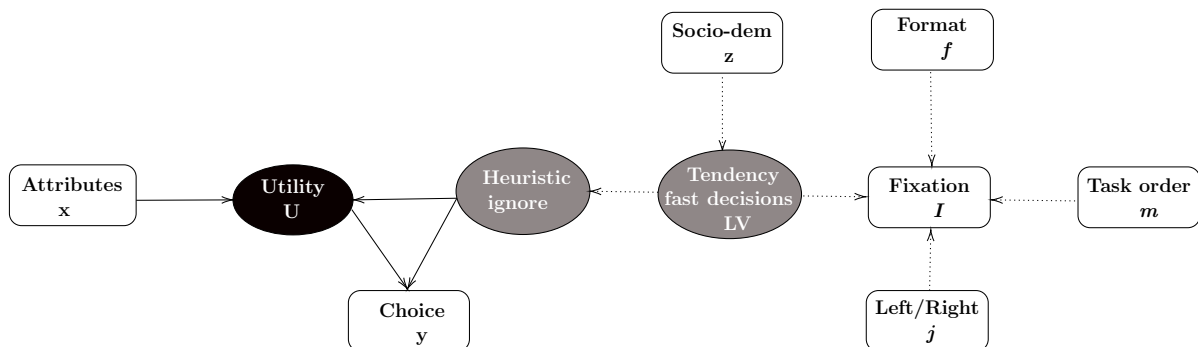 Socio-dem
z
Format
f
Attributes
x
Utility
U
Heuristic
ignore
Tendency
fast decisions
LV
Fixation
I
Task order
m
Choice
y
Left/Right
j